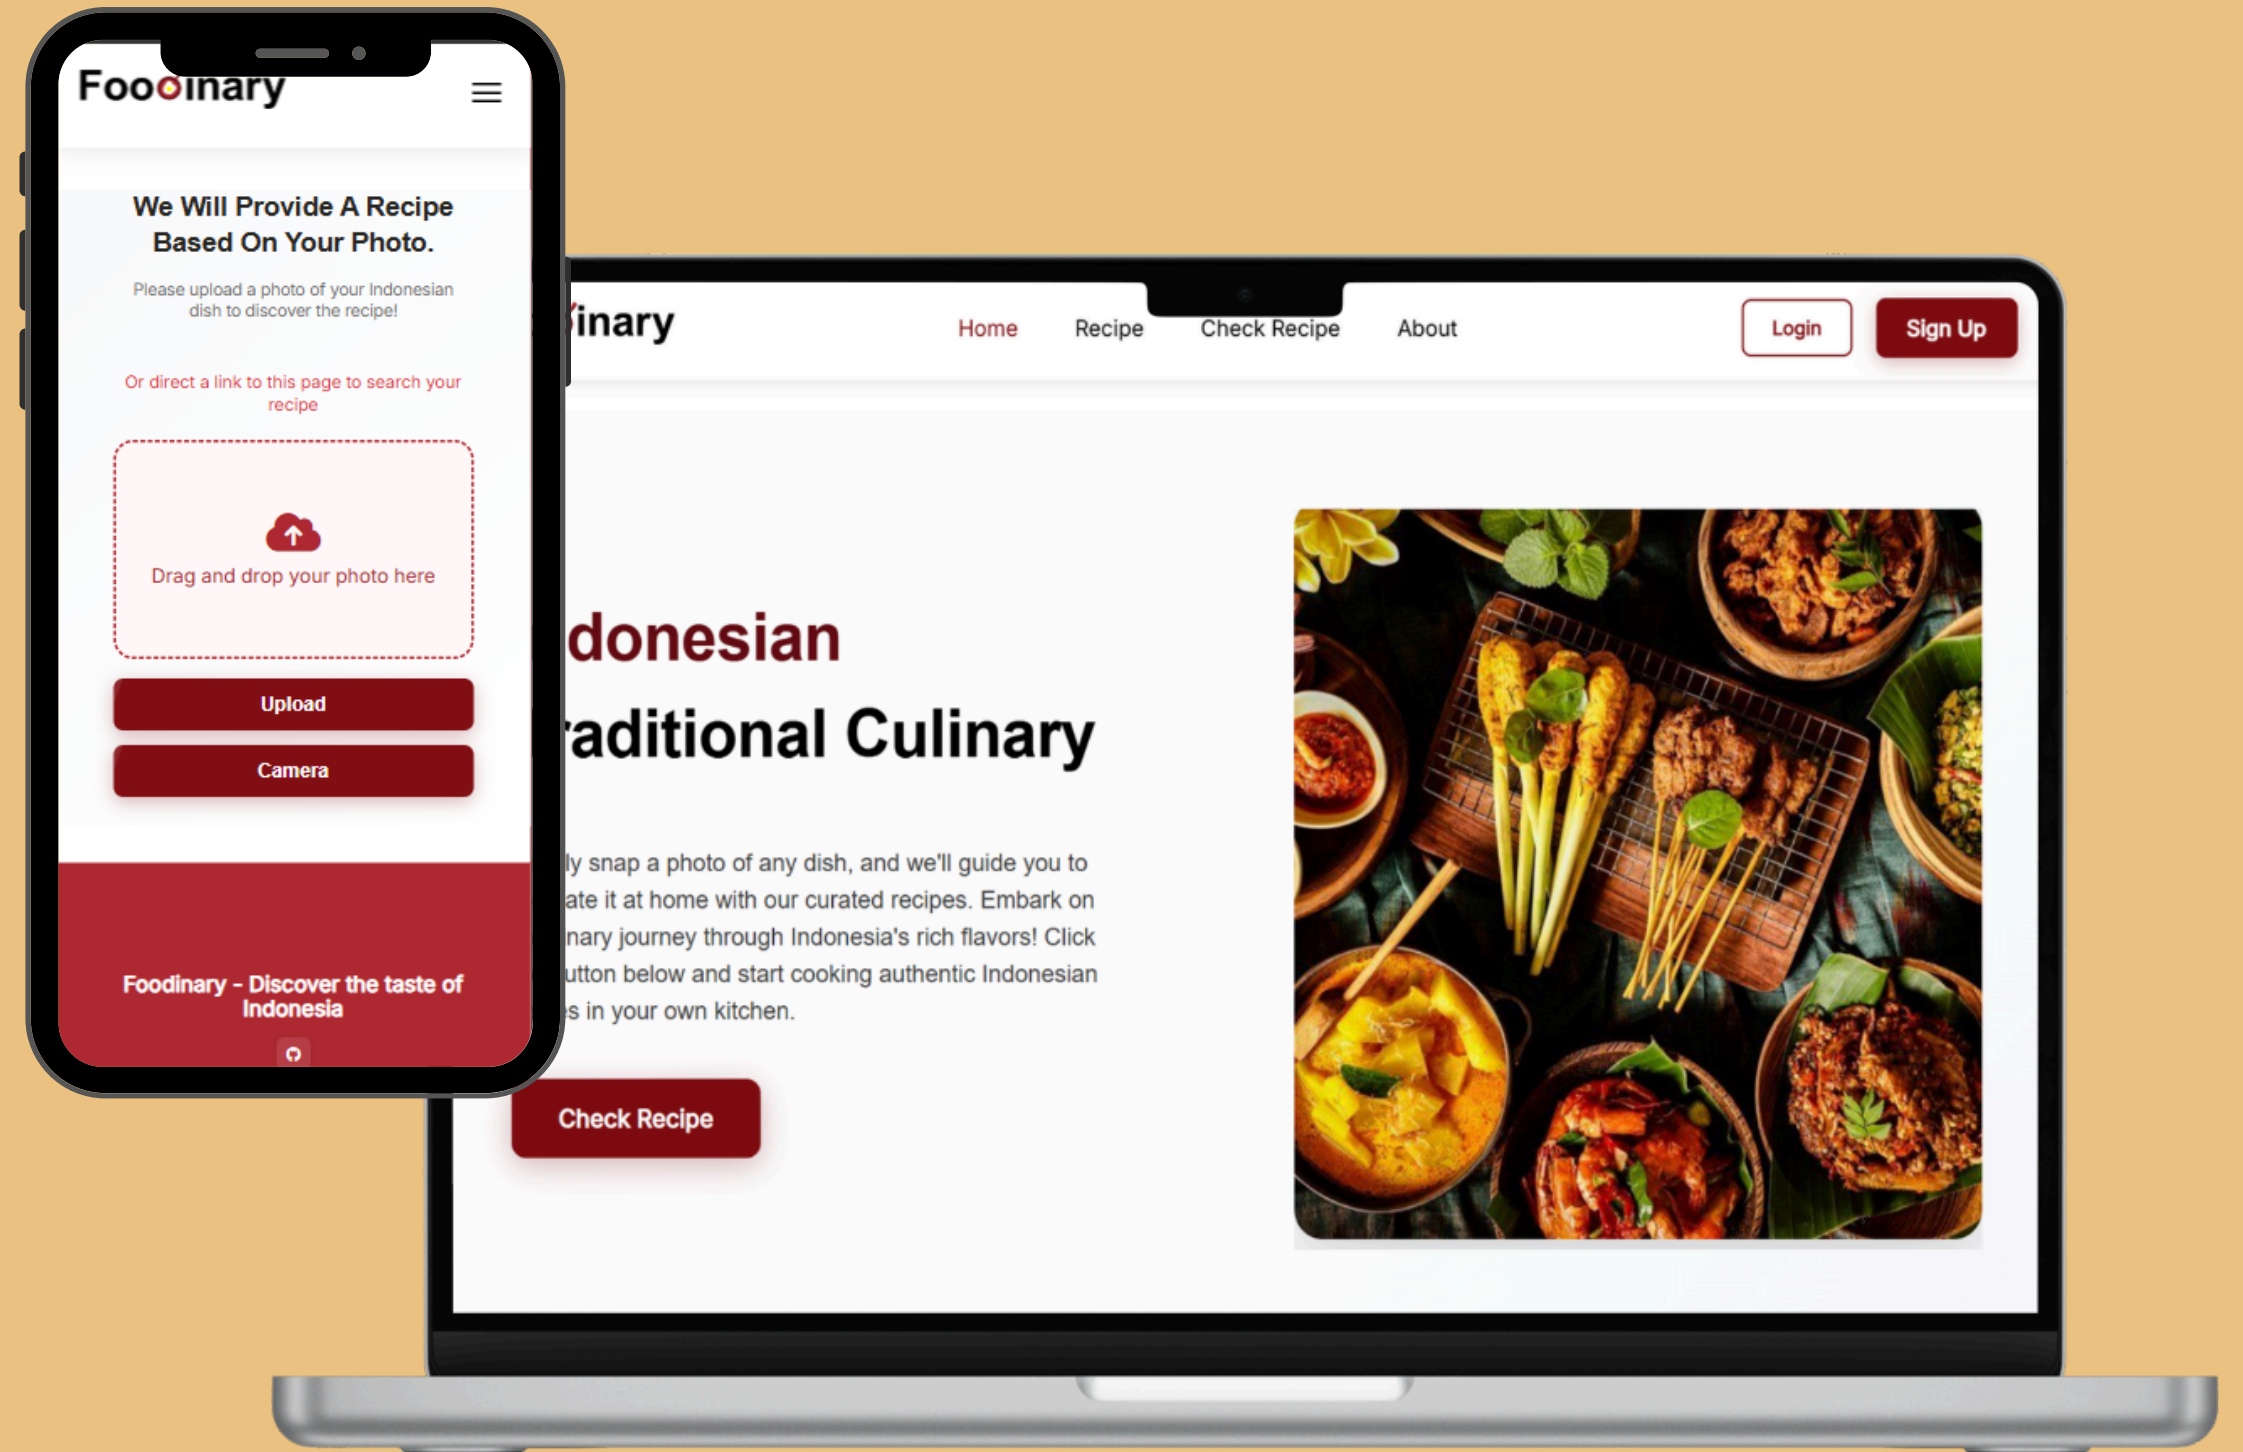 Foodinary
We Will Provide A Recipe
Based On Your Photo.
Please upload a photo of your Indonesian
dish to discover the recipe!
Or direct a link to this page to search your
recipe
Drag and drop your photo here
Upload
Camera
Foodinary - Discover the taste of
Indonesia
inary
Home Recipe Check Recipe About
Login Sign Up
donesian
raditional Culinary
ly snap a photo of any dish, and we'll guide you to
ate it at home with our curated recipes. Embark on
nary journey through Indonesia's rich flavors! Click
utton below and start cooking authentic Indonesian
s in your own kitchen.
Check Recipe